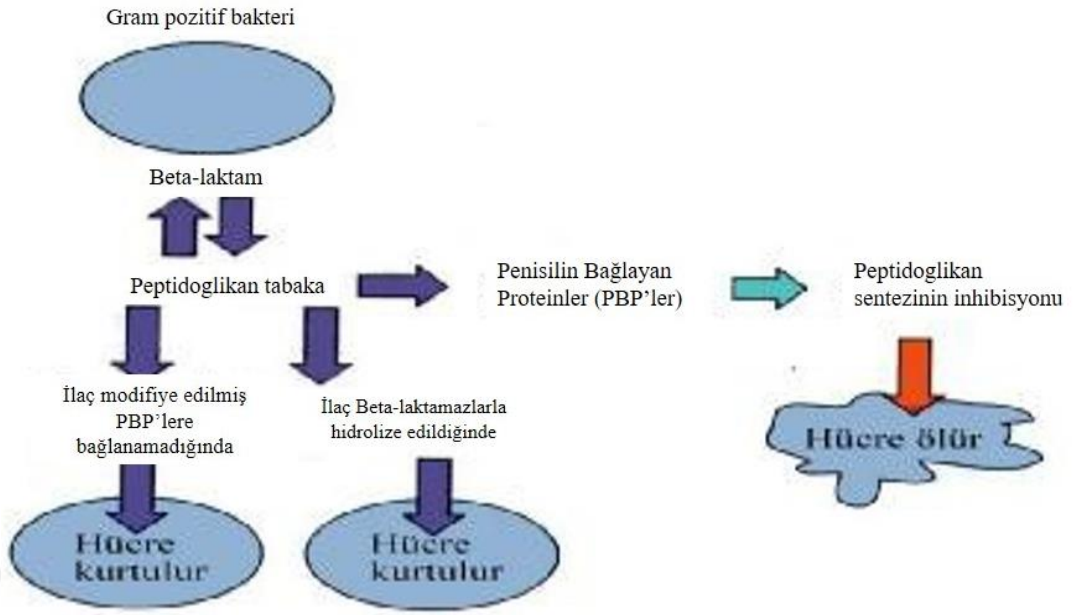 Gram pozitif bakteri
Beta-laktam
Peptidoglikan tabaka
Penisilin Bağlayan
Proteinler (PBP’ler)
Peptidoglikan
sentezinin inhibisyonu
İlaç modifiye edilmiş
PBP’lere
bağlanamadığında
İlaç Beta-laktamazlarla
hidrolize edildiğinde
Hücre ölür
Hücre
kurtulur
Hücre
kurtulur